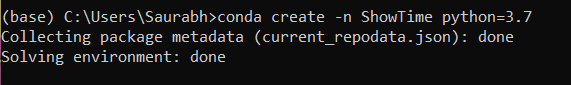 (base) C:\Users\Saurabh>conda create -n ShowTime python=3.7
Collecting package metadata (current_repodata.json): done
Solving environment: done